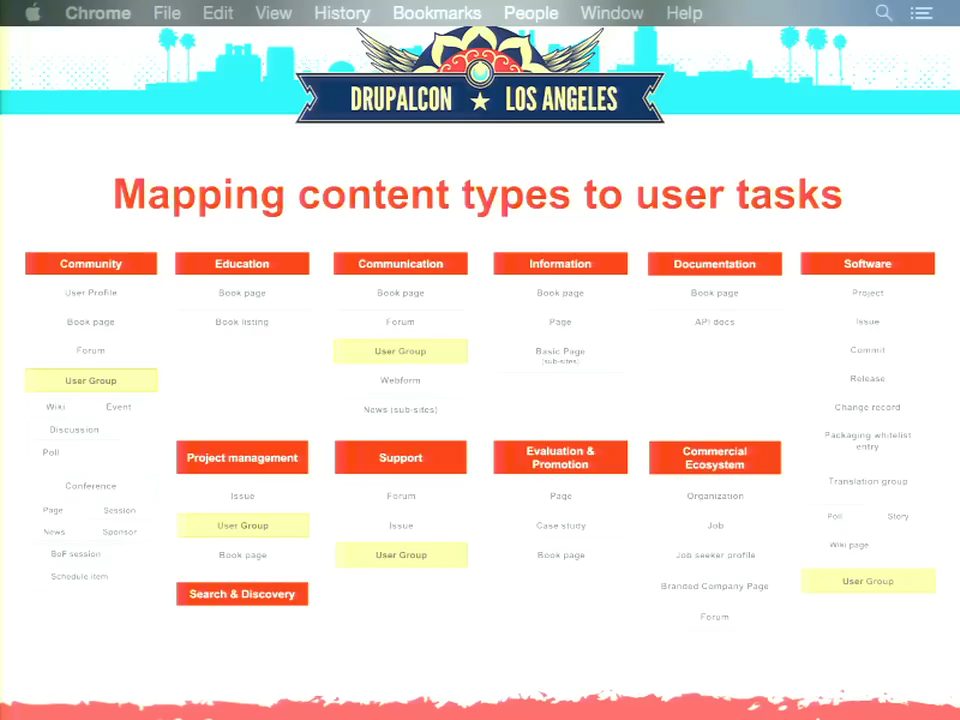 Chrome File Edit View History Bookmarks People Window Help
DRUPALCON ★ LOS ANGELES
Mapping content types to user tasks
Community
User Profile
Book page
Forum
User Group
Wiki Event
Discussion
Poll
Conference
Page Session
News Sponsor
BoF session
Schedule item
Education
Book page
Book listing
Communication
Book page
Forum
User Group
Webform
News (sub-sites)
Information
Book page
Page
Basic Page
(sub-sites)
Documentation
Book page
API docs
Software
Project
Issue
Commit
Release
Change record
Packaging whitelist
entry
Translation group
Poll Story
Wiki page
User Group
Project management
Issue
User Group
Book page
Search & Discovery
Support
Forum
Issue
User Group
Evaluation &
Promotion
Page
Case study
Book page
Commercial
Ecosystem
Organization
Job
Job seeker profile
Branded Company Page
Forum